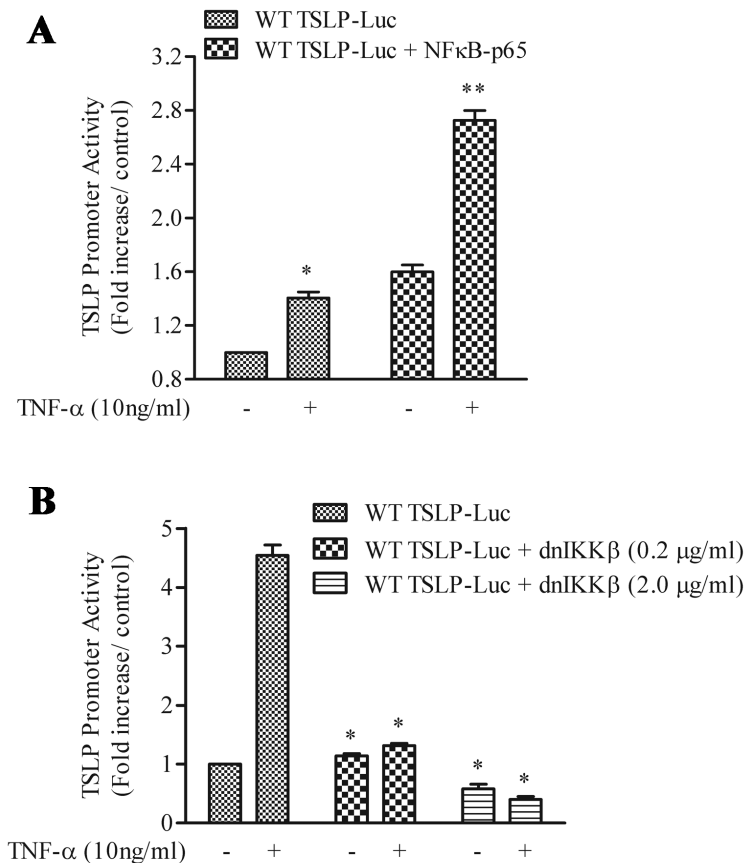 A
WT TSLP-Luc
WT TSLP-Luc + NFκB-p65
TSLP Promoter Activity
(Fold increase/ control)
3.2
2.8
2.4
2.0
1.6
1.2
0.8
*
**
TNF-α (10ng/ml) - + - +
B
WT TSLP-Luc
WT TSLP-Luc + dnIKKβ (0.2 μg/ml)
WT TSLP-Luc + dnIKKβ (2.0 μg/ml)
TSLP Promoter Activity
(Fold increase/ control)
5
4
3
2
1
0
* *
* *
TNF-α (10ng/ml) - + - + - +